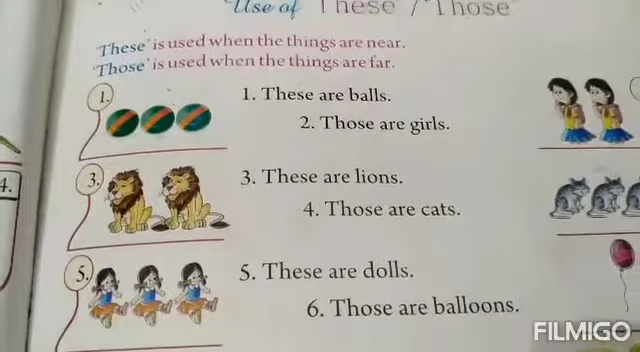 Use of These / Those
'These' is used when the things are near.
'Those' is used when the things are far.
1.
1. These are balls.
2. Those are girls.
3.
3. These are lions.
4.
4. Those are cats.
5.
5. These are dolls.
6. Those are balloons.
FILMIGO